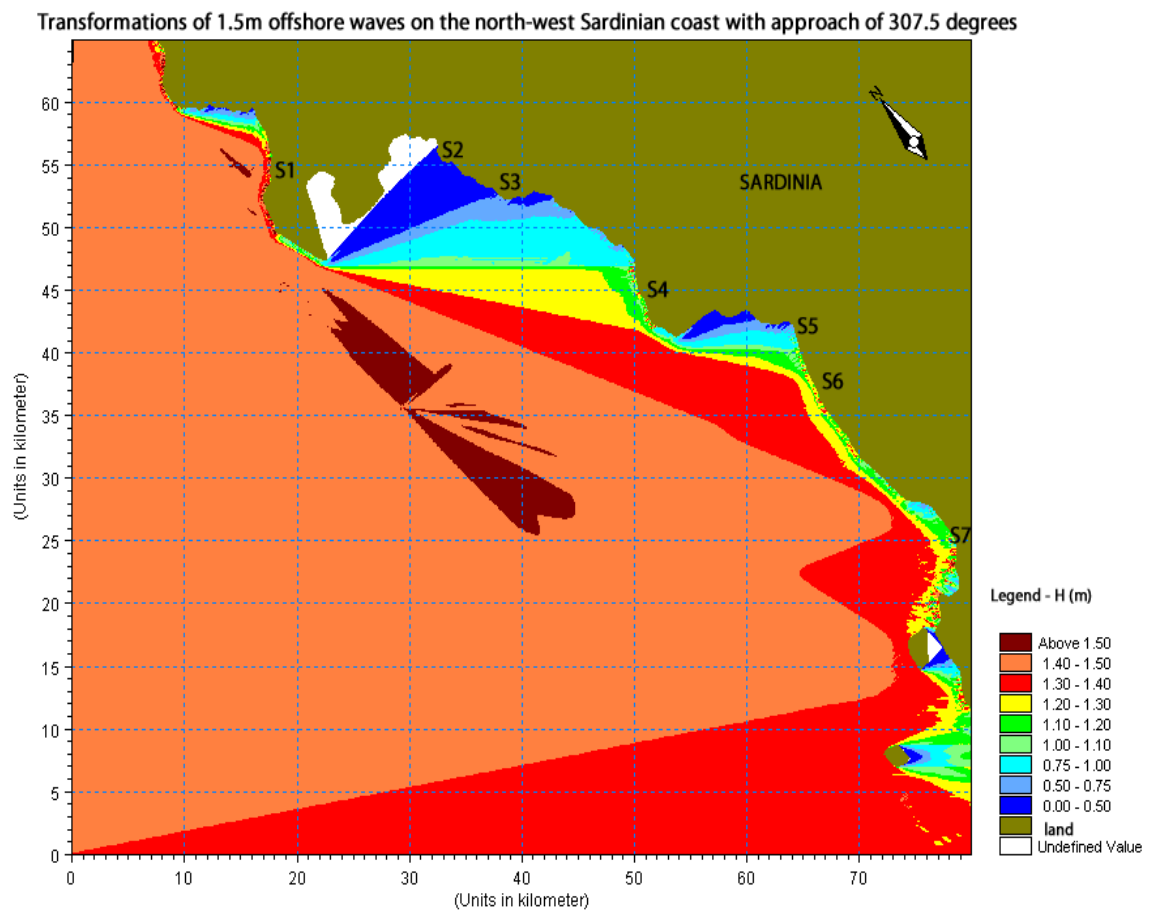 Transformations of 1.5m offshore waves on the north-west Sardinian coast with approach of 307.5 degrees
N
60
55
50
45
40
35
30
25
20
15
10
5
0
(Units in kilometer)
S1
S2
S3
SARDINIA
S4
S5
S6
S7
0 10 20 30 40 50 60 70
(Units in kilometer)
Legend - H (m)
Above 1.50
1.40 - 1.50
1.30 - 1.40
1.20 - 1.30
1.10 - 1.20
1.00 - 1.10
0.75 - 1.00
0.50 - 0.75
0.00 - 0.50
land
Undefined Value